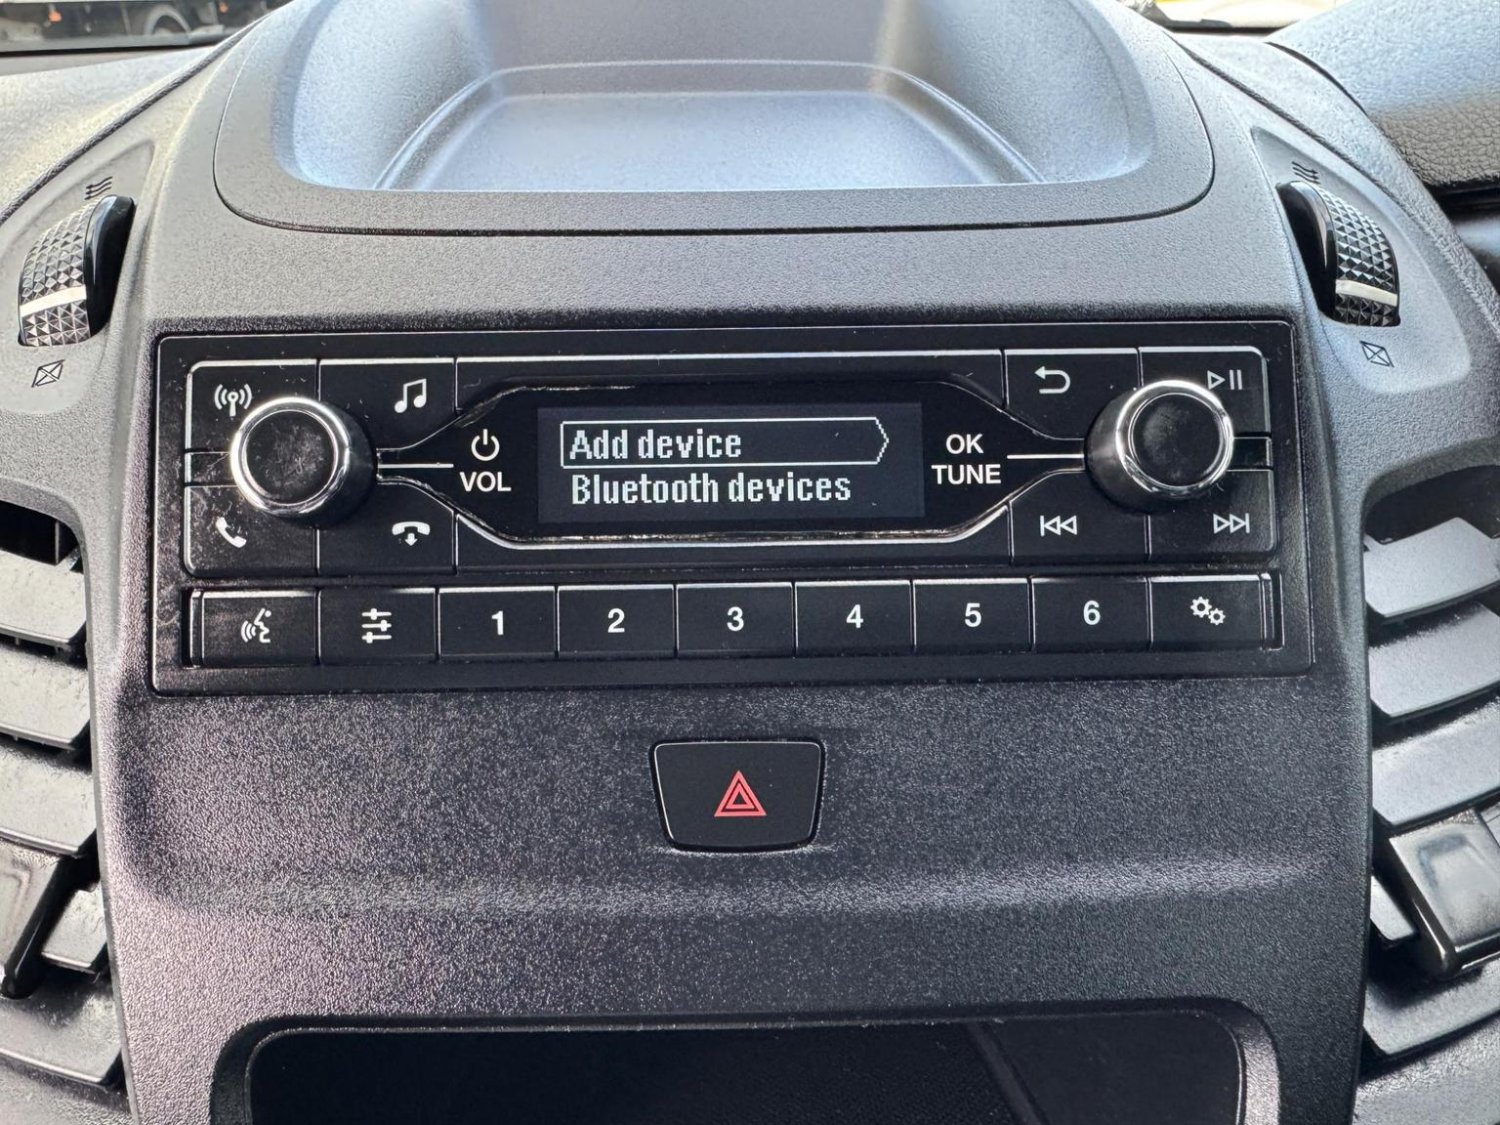 Add device
Bluetooth devices
VOL
OK
TUNE
1 2 3 4 5 6